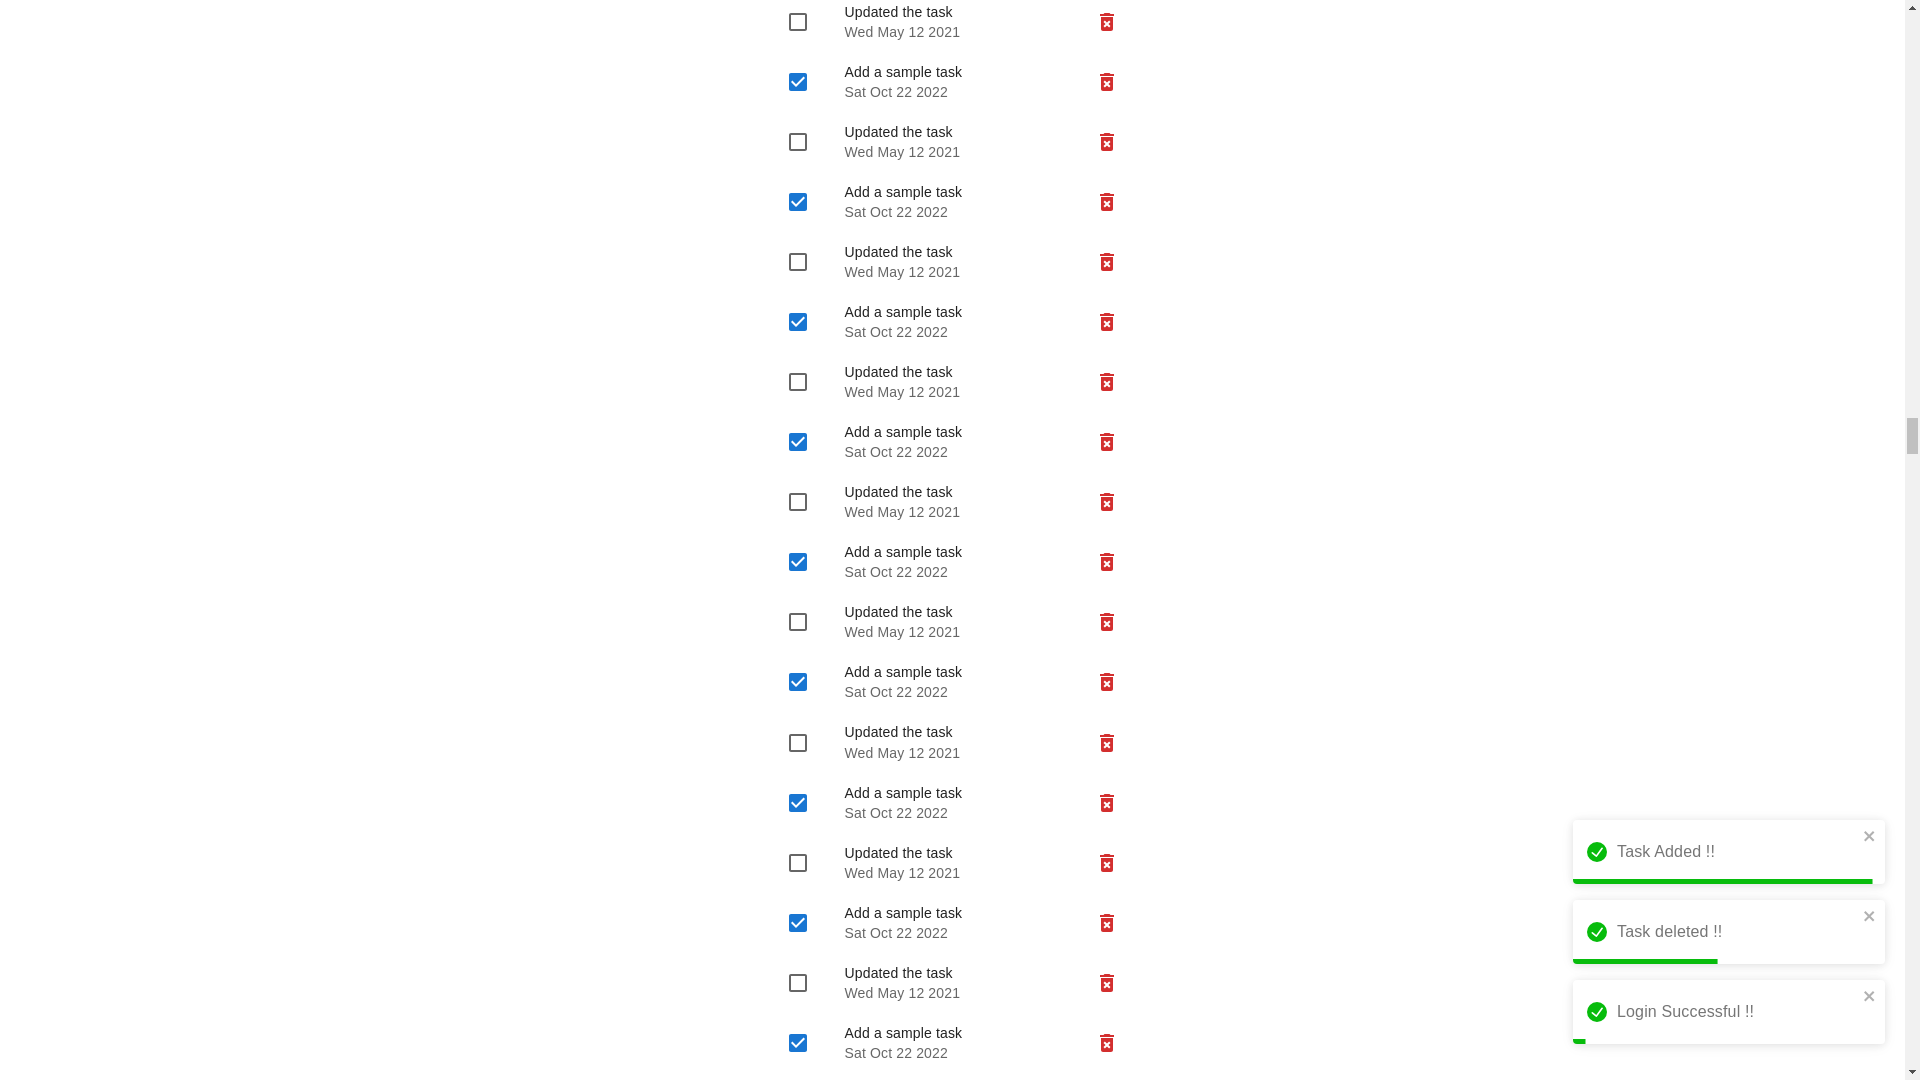 Updated the task
Wed May 12 2021
Add a sample task
Sat Oct 22 2022
Updated the task
Wed May 12 2021
Add a sample task
Sat Oct 22 2022
Updated the task
Wed May 12 2021
Add a sample task
Sat Oct 22 2022
Updated the task
Wed May 12 2021
Add a sample task
Sat Oct 22 2022
Updated the task
Wed May 12 2021
Add a sample task
Sat Oct 22 2022
Updated the task
Wed May 12 2021
Add a sample task
Sat Oct 22 2022
Updated the task
Wed May 12 2021
Add a sample task
Sat Oct 22 2022
Updated the task
Wed May 12 2021
Add a sample task
Sat Oct 22 2022
Updated the task
Wed May 12 2021
Add a sample task
Sat Oct 22 2022
Task Added !!
Task deleted !!
Login Successful !!